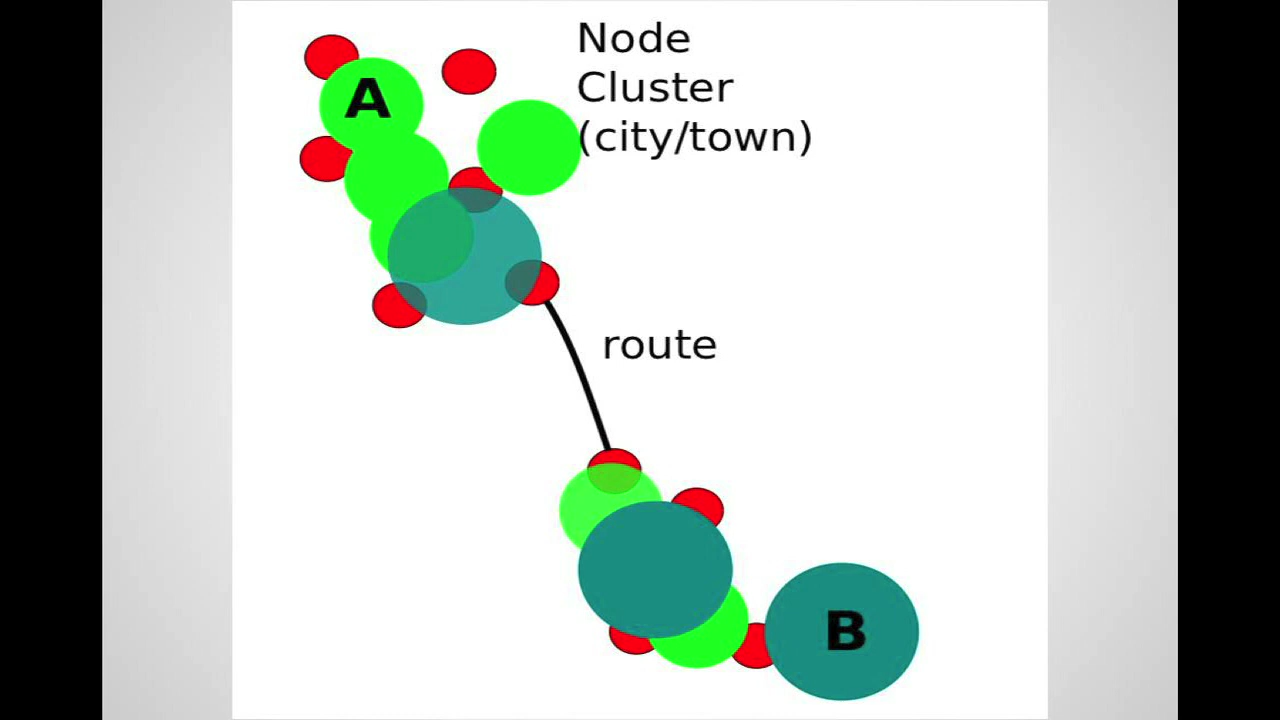 A
Node
Cluster
(city/town)
route
B